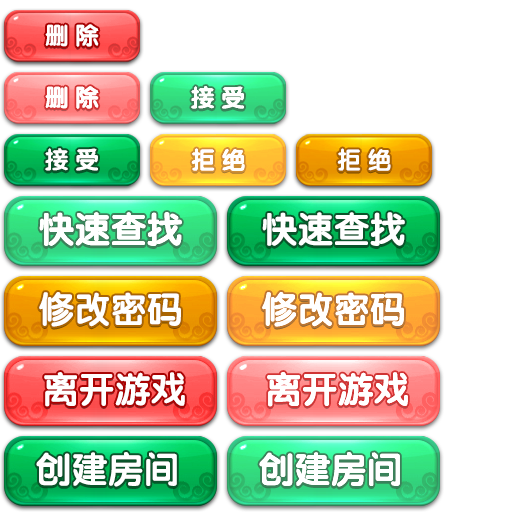 删除
删除 接受
接受 拒绝 拒绝
快速查找 快速查找
修改密码 修改密码
离开游戏 离开游戏
创建房间 创建房间